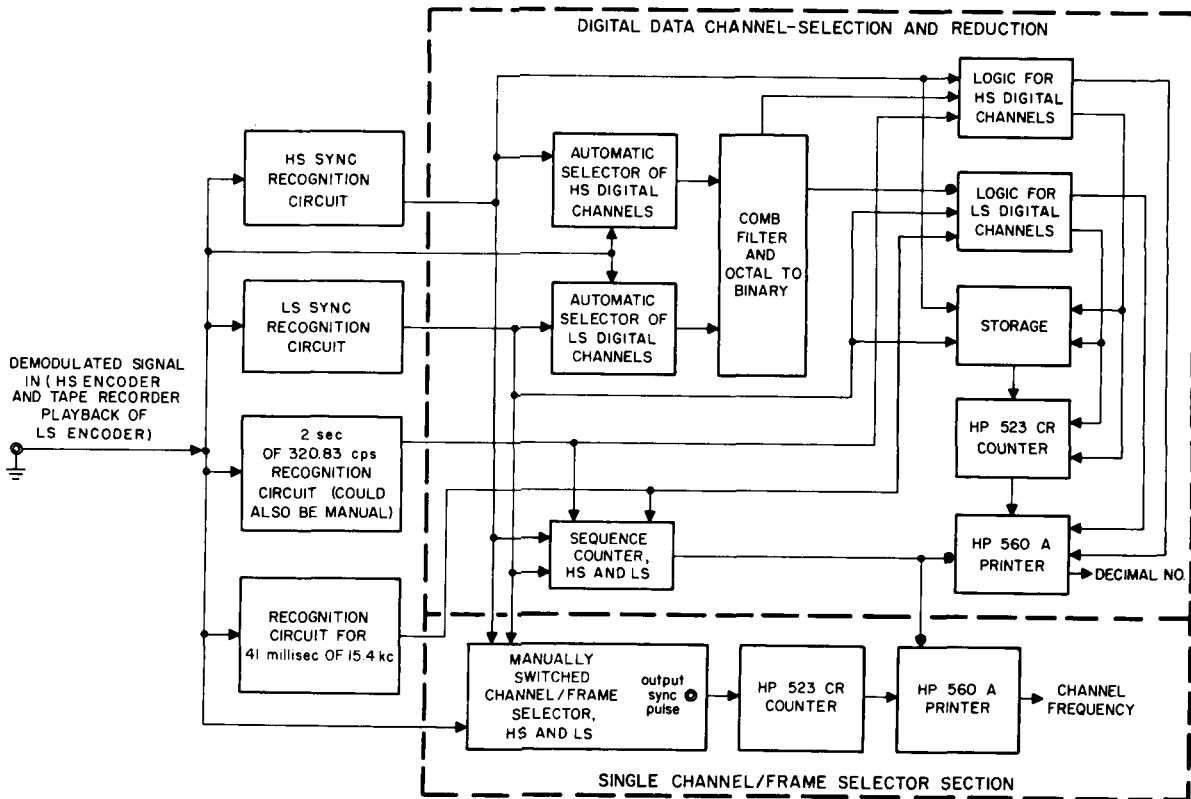 DIGITAL DATA CHANNEL-SELECTION AND REDUCTION
HS SYNC
RECOGNITION
CIRCUIT
AUTOMATIC
SELECTOR OF
HS DIGITAL
CHANNELS
COMB
FILTER
AND
OCTAL TO
BINARY
LOGIC FOR
HS DIGITAL
CHANNELS
LOGIC FOR
LS DIGITAL
CHANNELS
LS SYNC
RECOGNITION
CIRCUIT
AUTOMATIC
SELECTOR OF
LS DIGITAL
CHANNELS
STORAGE
DEMODULATED SIGNAL
IN (HS ENCODER
AND TAPE RECORDER
PLAYBACK OF
LS ENCODER)
2 sec
OF 320.83 cps
RECOGNITION
CIRCUIT (COULD
ALSO BE MANUAL)
HP 523 CR
COUNTER
SEQUENCE
COUNTER,
HS AND LS
HP 560 A
PRINTER
DECIMAL NO.
RECOGNITION
CIRCUIT FOR
41 millisec OF 15.4 kc
MANUALLY
SWITCHED
CHANNEL/FRAME
SELECTOR,
HS AND LS
output
sync
pulse
HP 523 CR
COUNTER
HP 560 A
PRINTER
CHANNEL
FREQUENCY
SINGLE CHANNEL/FRAME SELECTOR SECTION